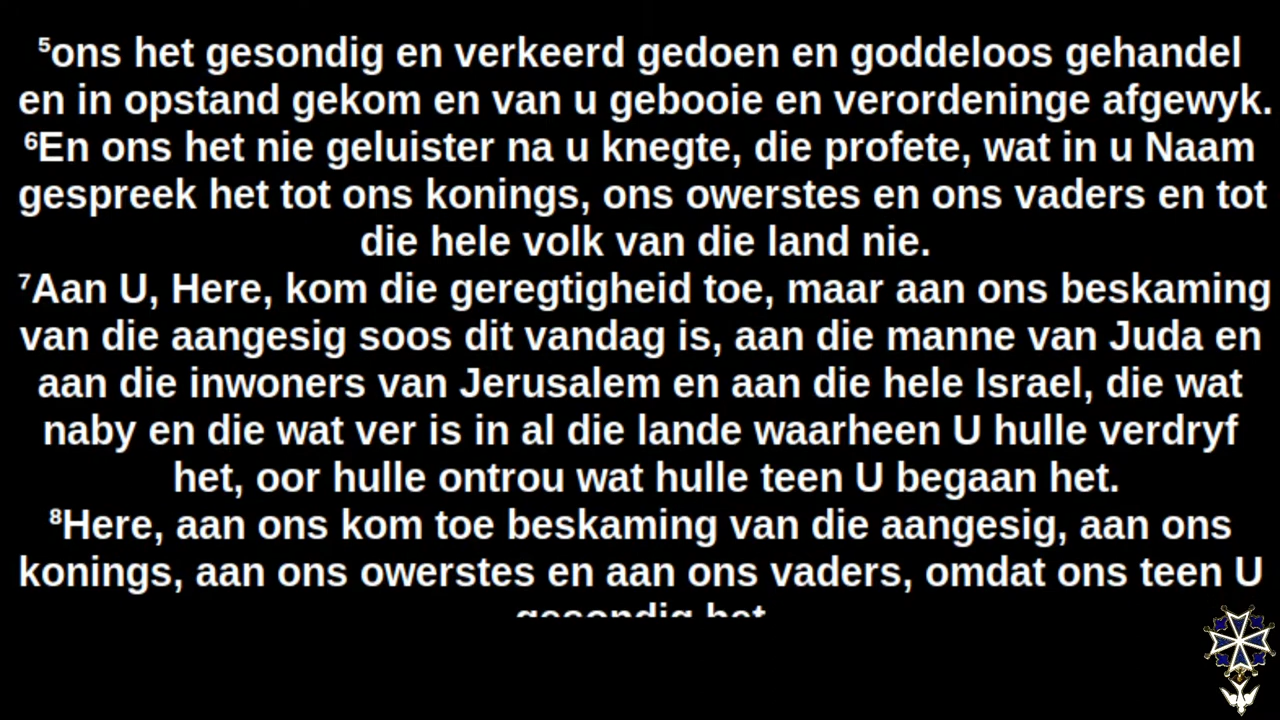 ⁵ons het gesondig en verkeerd gedoen en goddeloos gehandel
en in opstand gekom en van u gebooie en verordeninge afgewyk.
⁶En ons het nie geluister na u knegte, die profete, wat in u Naam
gespreek het tot ons konings, ons owerstes en ons vaders en tot
die hele volk van die land nie.
⁷Aan U, Here, kom die geregtigheid toe, maar aan ons beskaming
van die aangesig soos dit vandag is, aan die manne van Juda en
aan die inwoners van Jerusalem en aan die hele Israel, die wat
naby en die wat ver is in al die lande waarheen U hulle verdryf
het, oor hulle ontrou wat hulle teen U begaan het.
⁸Here, aan ons kom toe beskaming van die aangesig, aan ons
konings, aan ons owerstes en aan ons vaders, omdat ons teen U
gesondig het